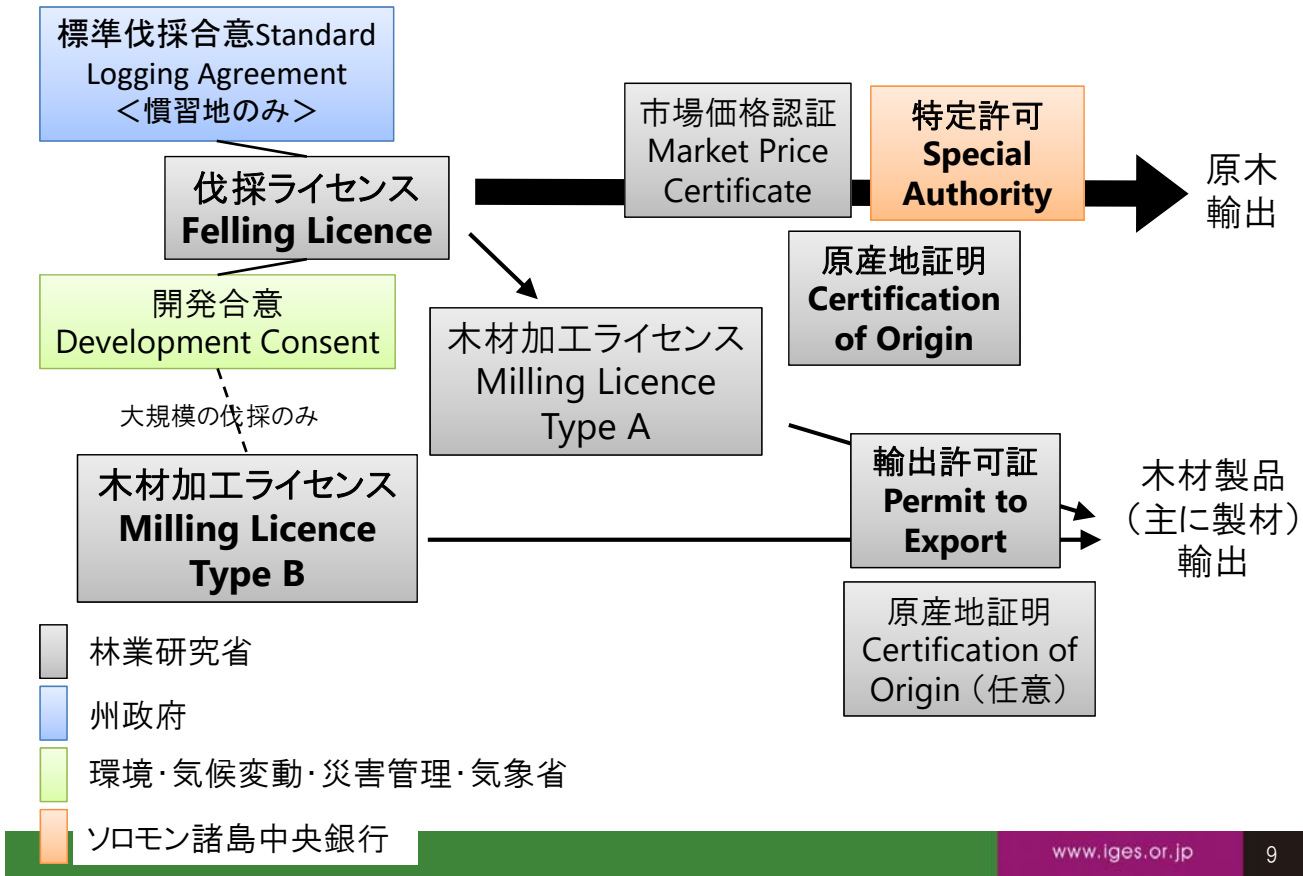 標準伐採合意Standard
Logging Agreement
＜慣習地のみ＞
伐採ライセンス
Felling Licence
市場価格認証
Market Price
Certificate
特定許可
Special
Authority
原木
輸出
原産地証明
Certification
of Origin
開発合意
Development Consent
木材加工ライセンス
Milling Licence
Type A
大規模の伐採のみ
木材加工ライセンス
Milling Licence
Type B
輸出許可証
Permit to
Export
木材製品
（主に製材）
輸出
原産地証明
Certification of
Origin（任意）
林業研究省
州政府
環境・気候変動・災害管理・気象省
ソロモン諸島中央銀行
www.iges.or.jp
9